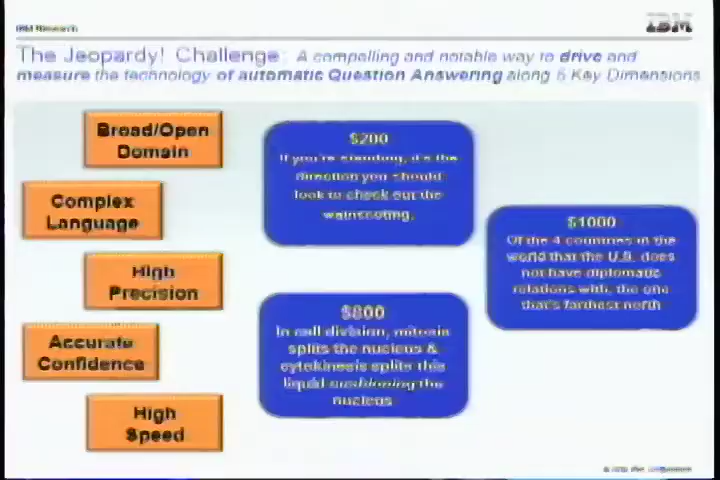 IBM Research
IBM
The Jeopardy! Challenge: A compelling and notable way to drive and
measure the technology of automatic Question Answering along 5 Key Dimensions
Broad/Open
Domain
Complex
Language
High
Precision
Accurate
Confidence
High
Speed
$200
If you're standing, it's the
direction you should
look to check out the
wainscoting.
$800
In cell division, mitosis
splits the nucleus &
cytokinesis splits this
liquid cushioning the
nucleus
$1000
Of the 4 countries in the
world that the U.S. does
not have diplomatic
relations with, the one
that's farthest north